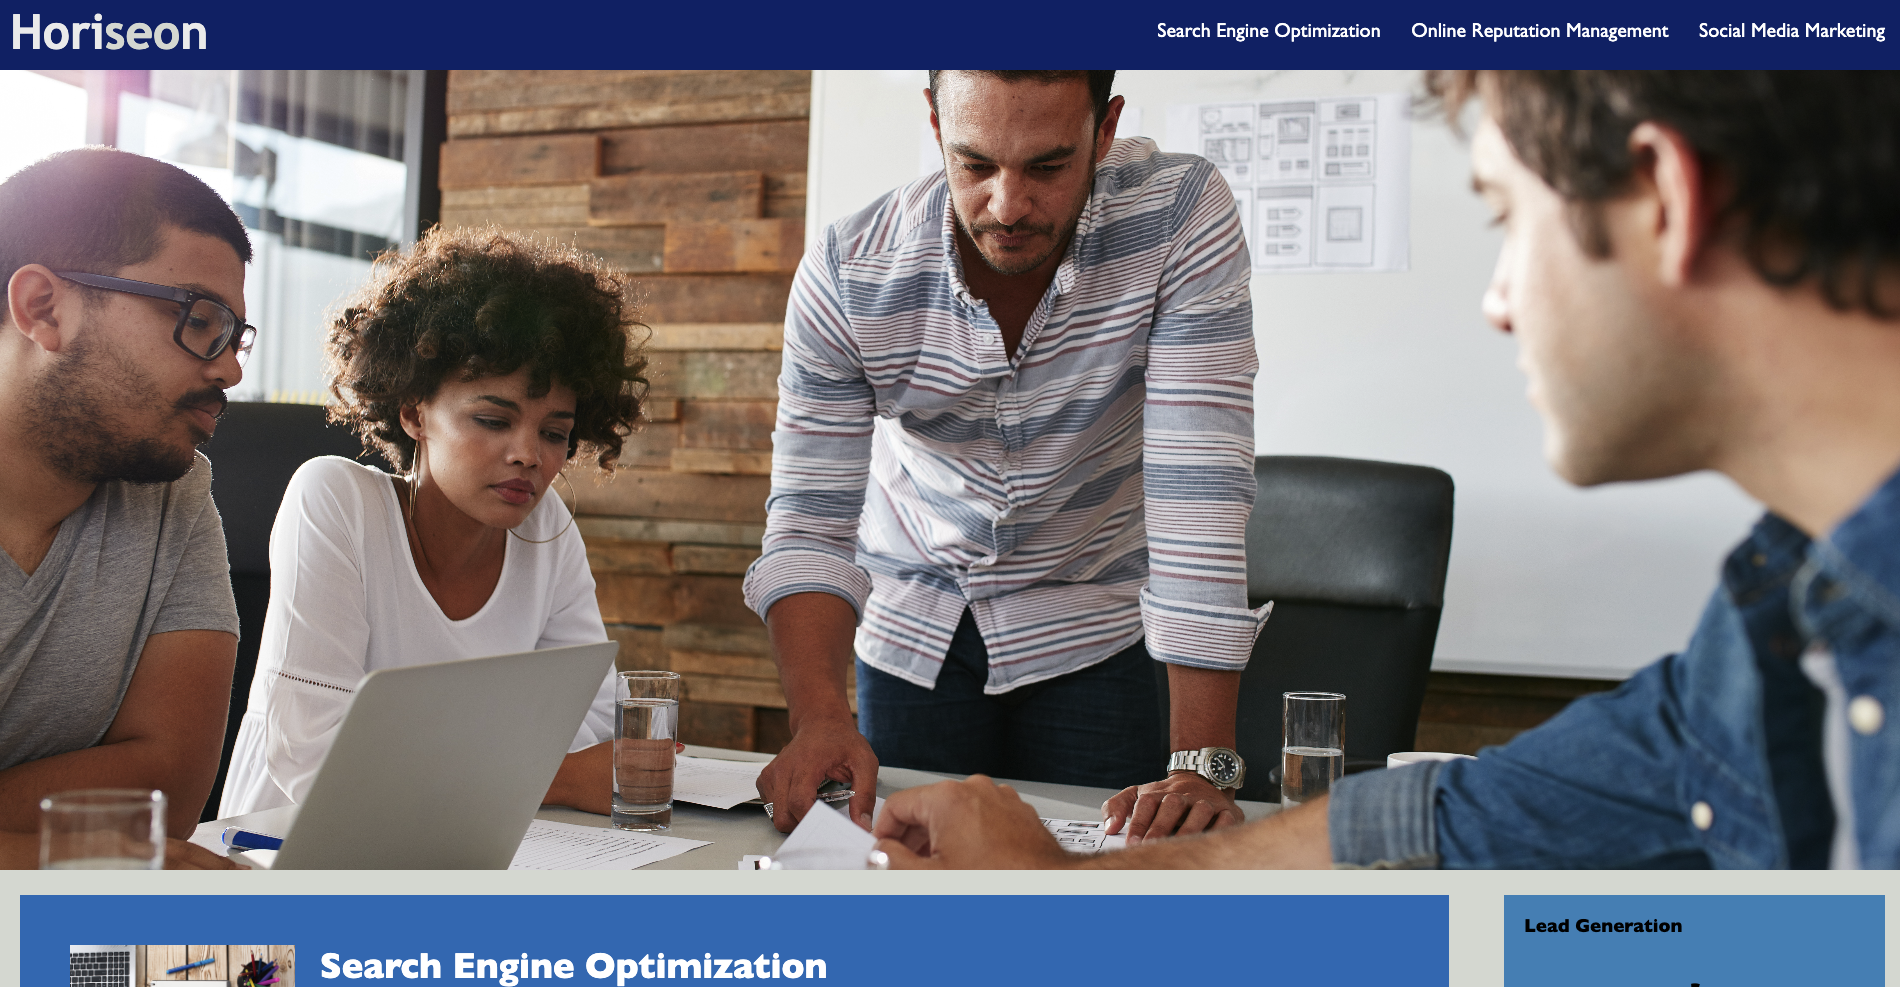 Horiseon
Search Engine Optimization
Online Reputation Management
Social Media Marketing
Search Engine Optimization
Lead Generation